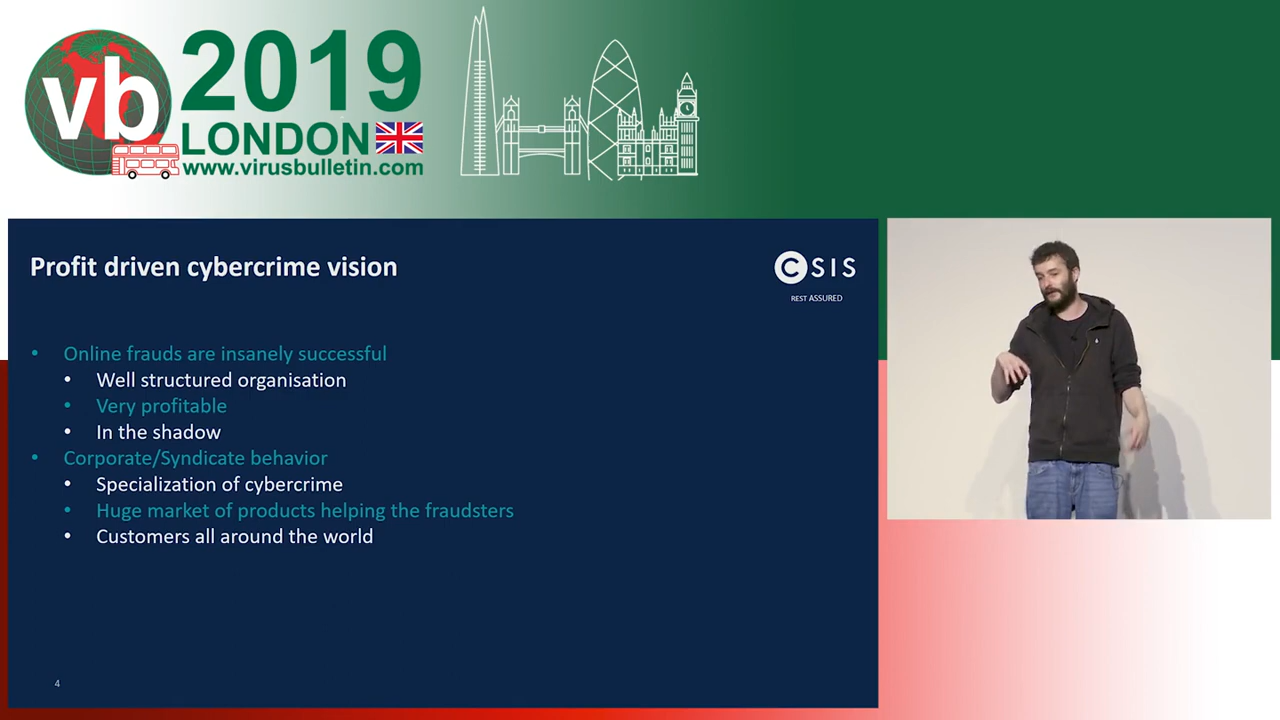 vb
2019
LONDON
www.virusbulletin.com
Profit driven cybercrime vision
CSIS
REST ASSURED
• Online frauds are insanely successful
• Well structured organisation
• Very profitable
• In the shadow
• Corporate/Syndicate behavior
• Specialization of cybercrime
• Huge market of products helping the fraudsters
• Customers all around the world
4